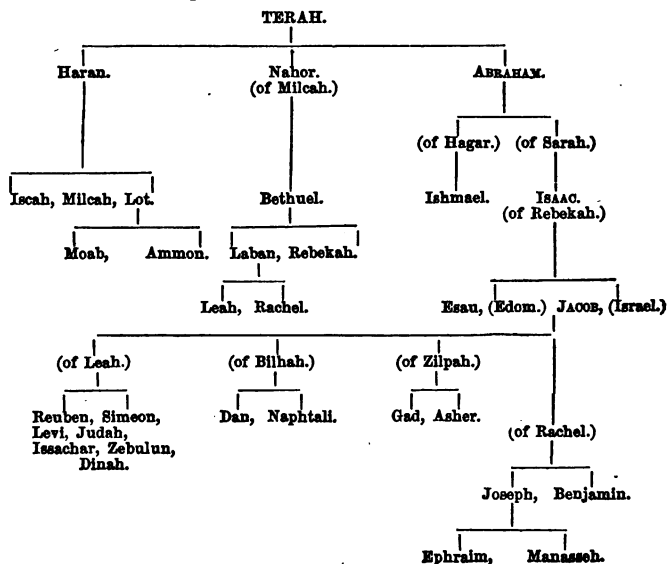 TERAH.
Haran. Nahor. ABRAHAM.
(of Milcah.)
(of Hagar.) (of Sarah.)
Iscah, Milcah, Lot. Bethuel. Ishmael. ISAAC.
(of Rebekah.)
Moab, Ammon. Laban, Rebekah.
Leah, Rachel. Esau, (Edom.) JACOB, (Israel.)
(of Leah.) (of Bilhah.) (of Zilpah.)
Reuben, Simeon, Dan, Naphtali. Gad, Asher.
Levi, Judah,
Issachar, Zebulun, (of Rachel.)
Dinah.
Joseph, Benjamin.
Ephraim, Manasseh.